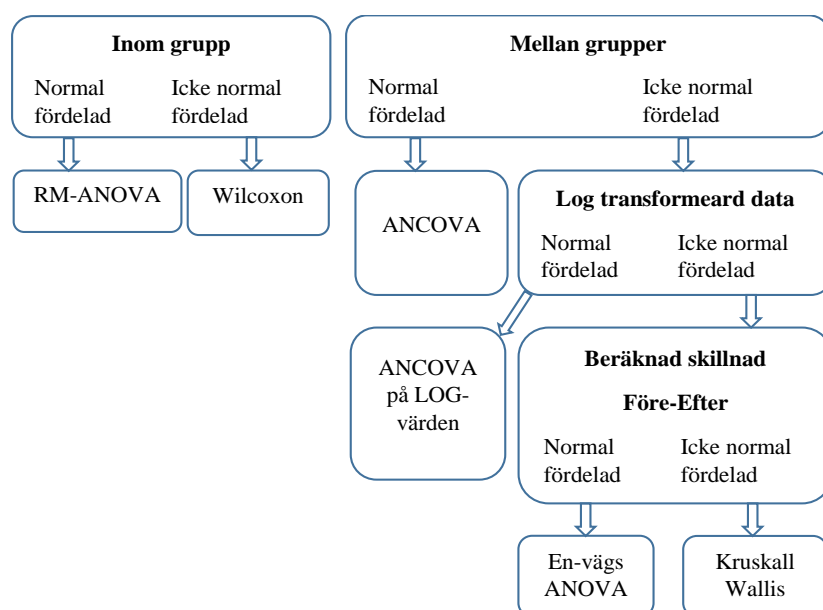 Inom grupp
Normal
fördelad
Icke normal
fördelad
RM-ANOVA
Wilcoxon
Mellan grupper
Normal
fördelad
Icke normal
fördelad
ANCOVA
Log transformeard data
Normal
fördelad
Icke normal
fördelad
ANCOVA
på LOG-
värden
Beräknad skillnad
Före-Efter
Normal
fördelad
Icke normal
fördelad
En-vägs
ANOVA
Kruskall
Wallis